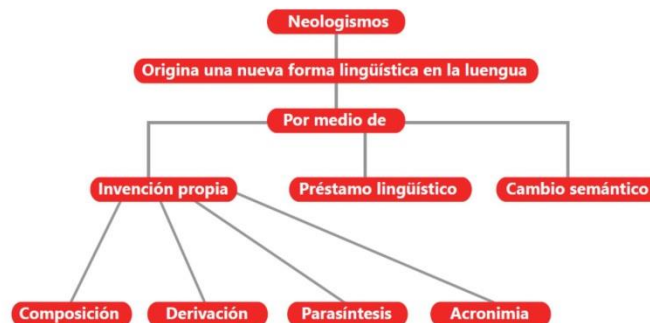 Neologismos
Origina una nueva forma lingüística en la luengua
Por medio de
Invención propia
Préstamo lingüístico
Cambio semántico
Composición
Derivación
Parasíntesis
Acronimia